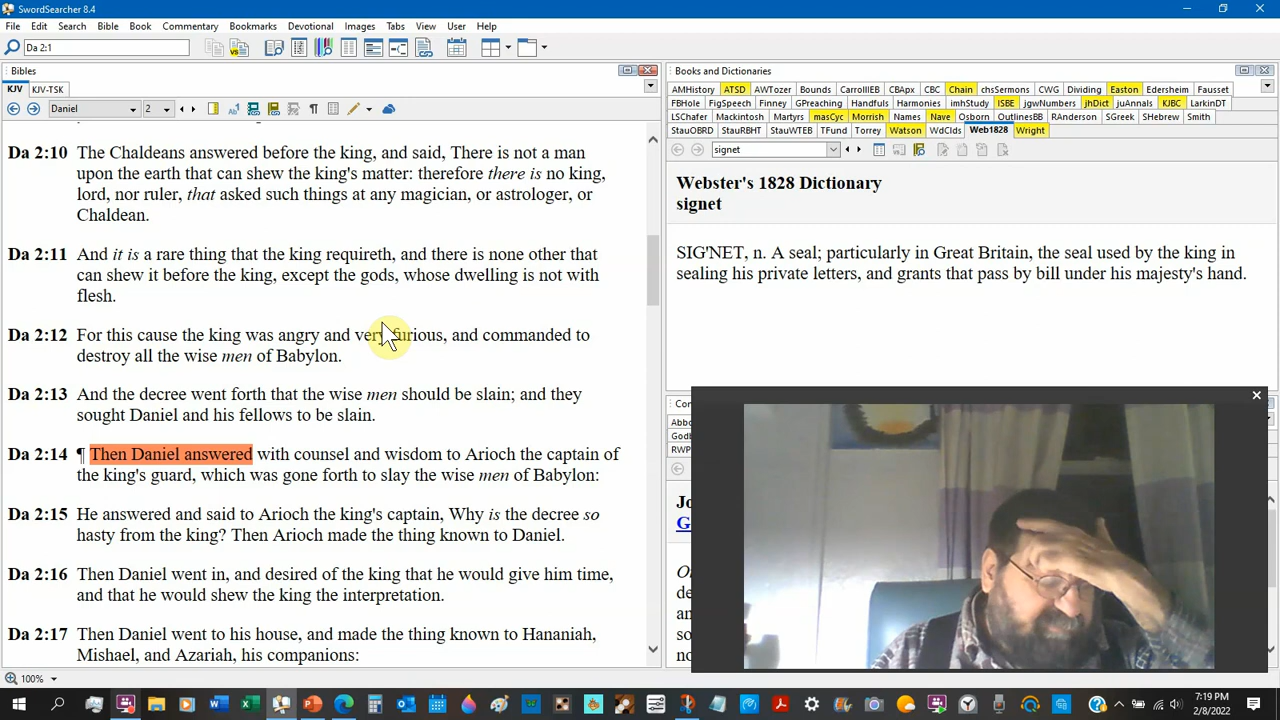 SwordSearcher 8.4
File Edit Search Bible Book Commentary Bookmarks Devotional Images Tabs View User Help
Da 2:1
Bibles
KJV KJV-TSK
Daniel 2
Da 2:10 The Chaldeans answered before the king, and said, There is not a man
upon the earth that can shew the king's matter: therefore there is no king,
lord, nor ruler, that asked such things at any magician, or astrologer, or
Chaldean.
Da 2:11 And it is a rare thing that the king requireth, and there is none other that
can shew it before the king, except the gods, whose dwelling is not with
flesh.
Da 2:12 For this cause the king was angry and very furious, and commanded to
destroy all the wise men of Babylon.
Da 2:13 And the decree went forth that the wise men should be slain; and they
sought Daniel and his fellows to be slain.
Da 2:14 ¶ Then Daniel answered with counsel and wisdom to Arioch the captain of
the king's guard, which was gone forth to slay the wise men of Babylon:
Da 2:15 He answered and said to Arioch the king's captain, Why is the decree so
hasty from the king? Then Arioch made the thing known to Daniel.
Da 2:16 Then Daniel went in, and desired of the king that he would give him time,
and that he would shew the king the interpretation.
Da 2:17 Then Daniel went to his house, and made the thing known to Hananiah,
Mishael, and Azariah, his companions:
100%
Books and Dictionaries
AMHistory ATSD AWTozer Bounds CarrollIEB CBApx CBC Chain chsSermons CWG Dividing Easton Edersheim Fausset
FBHole FigSpeech Finney GPreaching Handfuls Harmonies imhStudy ISBE jgwNumbers jhDict juAnnals KJBC LarkinDT
LSChafer Mackintosh Martyrs masCyc Morrish Names Nave Osborn OutlinesBB RAnderson SGreek SHebrew Smith
StauOBRD StauRBHT StauWTEB TFund Torrey Watson WdClds Web1828 Wright
signet
Webster's 1828 Dictionary
signet
SIG'NET, n. A seal; particularly in Great Britain, the seal used by the king in
sealing his private letters, and grants that pass by bill under his majesty's hand.
7:19 PM
2/8/2022